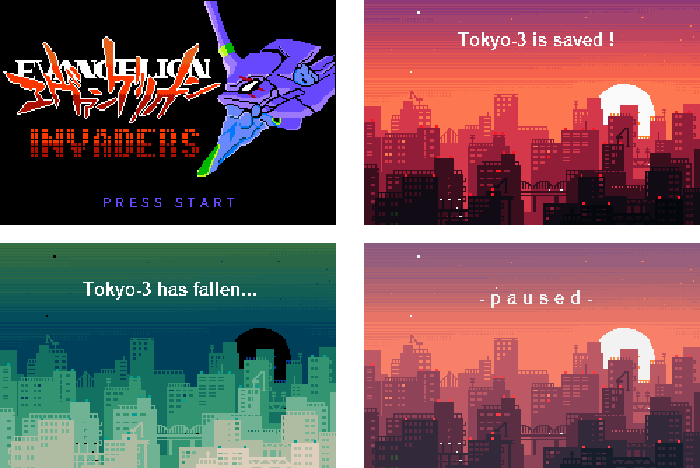 EVANGELION
エヴァンゲリオン
INVADERS
PRESS START
Tokyo-3 is saved !
Tokyo-3 has fallen...
- p a u s e d -